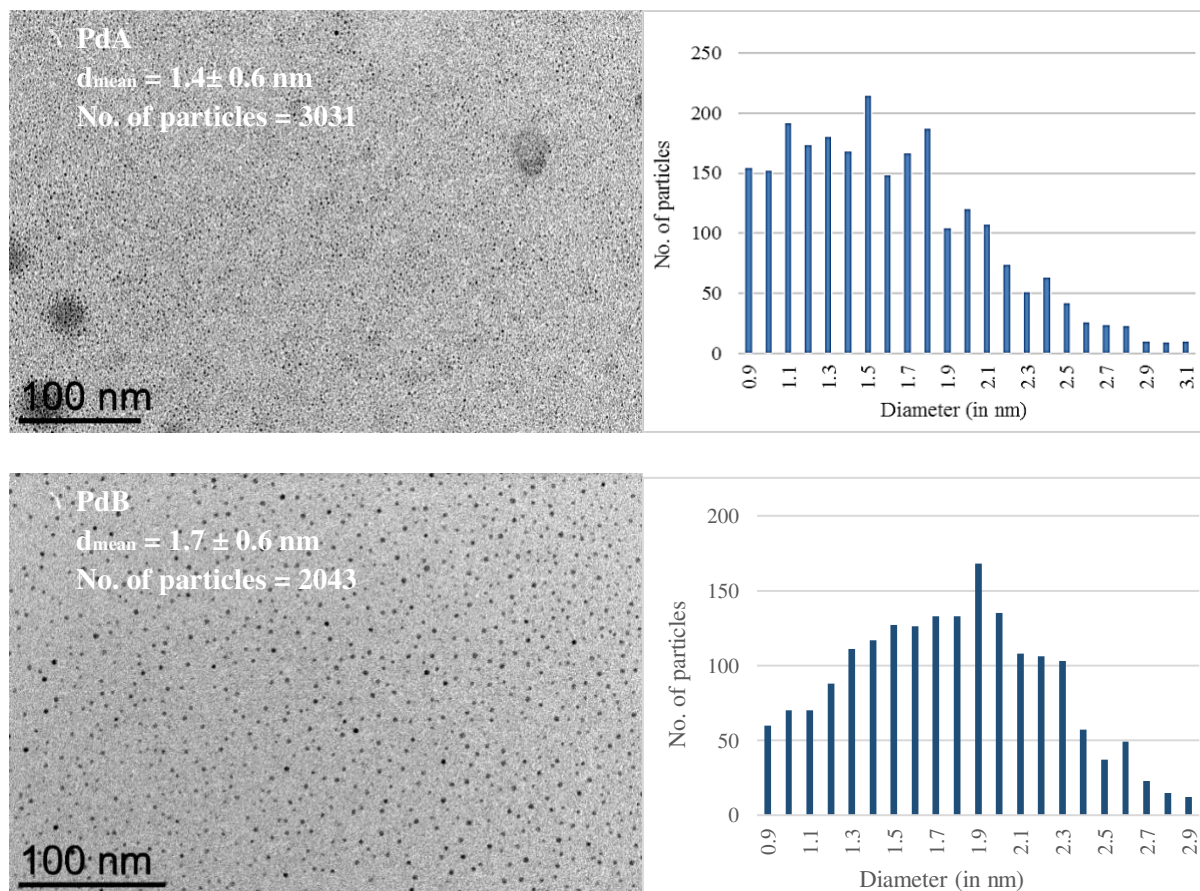 PdA
dmean = 1.4± 0.6 nm
No. of particles = 3031
100 nm
250
200
150
100
50
0
No. of particles
0.9
1.1
1.3
1.5
1.7
1.9
2.1
2.3
2.5
2.7
2.9
3.1
Diameter (in nm)
PdB
dmean = 1.7 ± 0.6 nm
No. of particles = 2043
100 nm
200
150
100
50
0
No. of particles
0.9
1.1
1.3
1.5
1.7
1.9
2.1
2.3
2.5
2.7
2.9
Diameter (in nm)